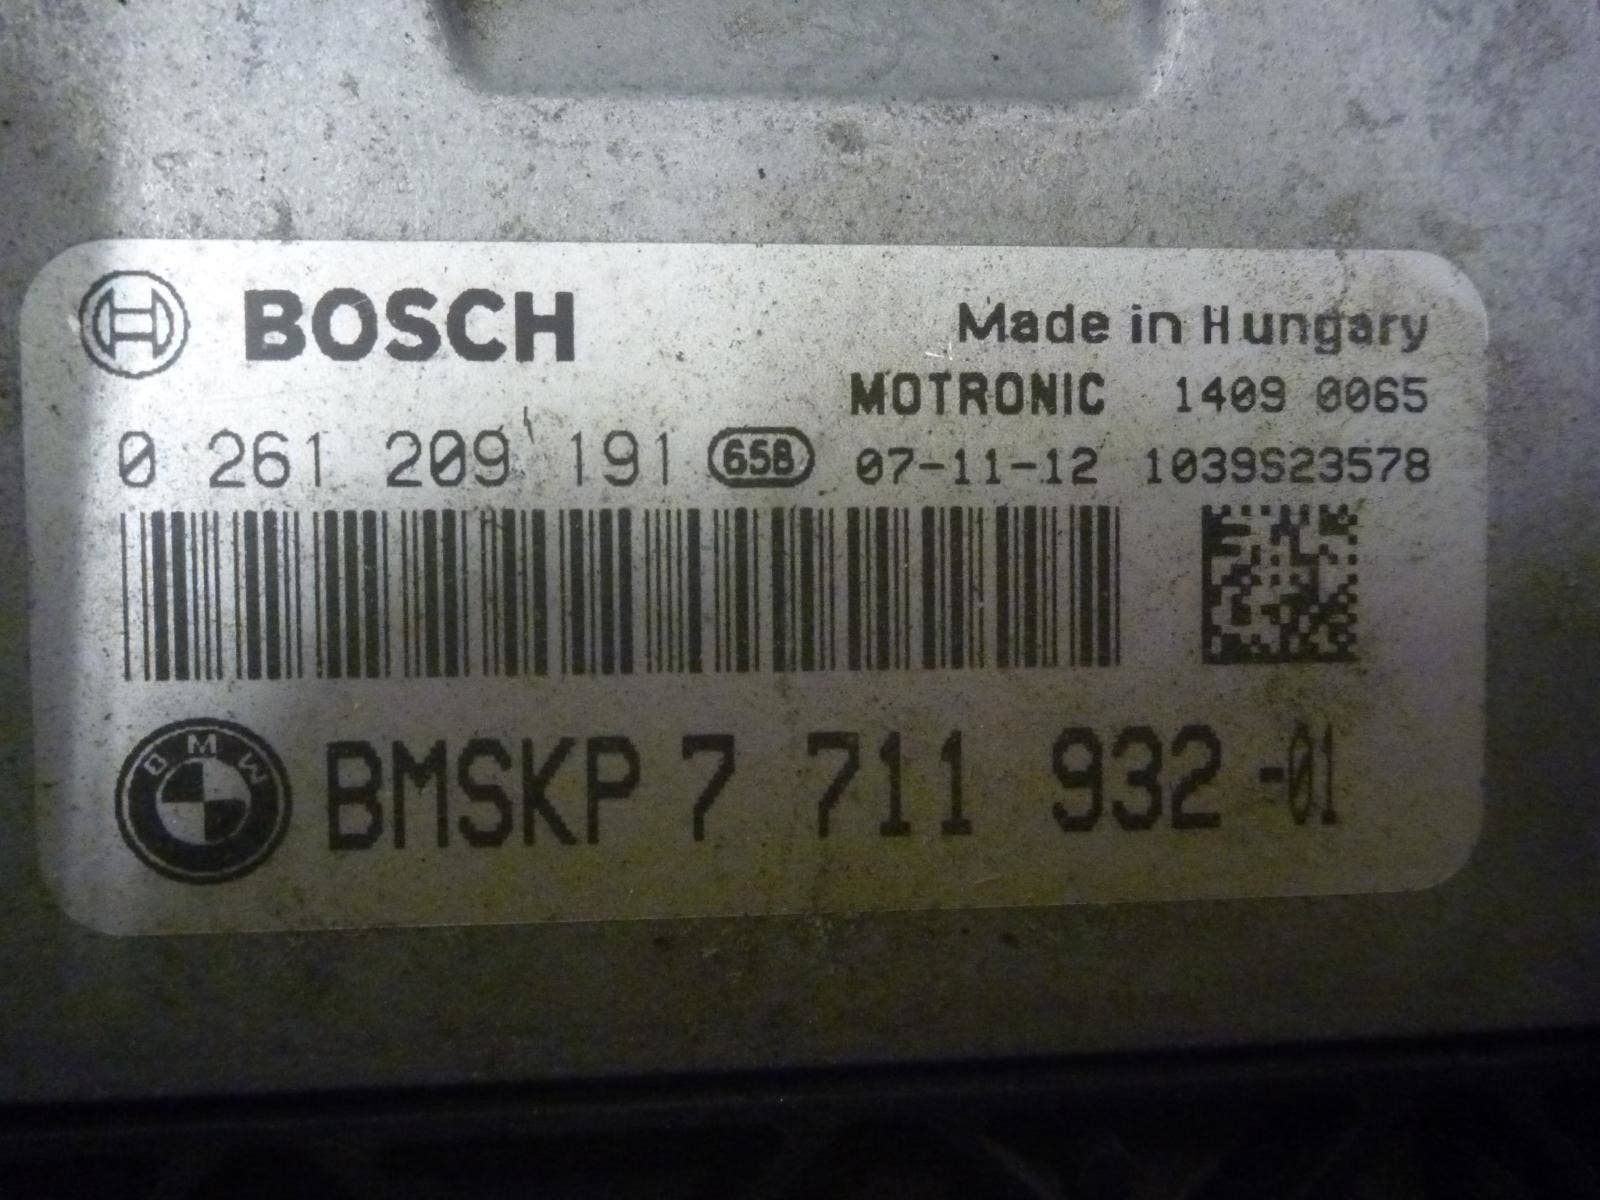 BOSCH
Made in Hungary
MOTRONIC 1409 0065
0 261 209 191 658 07-11-12 1039S23578
BMW
BMSKP 7 711 932 -01